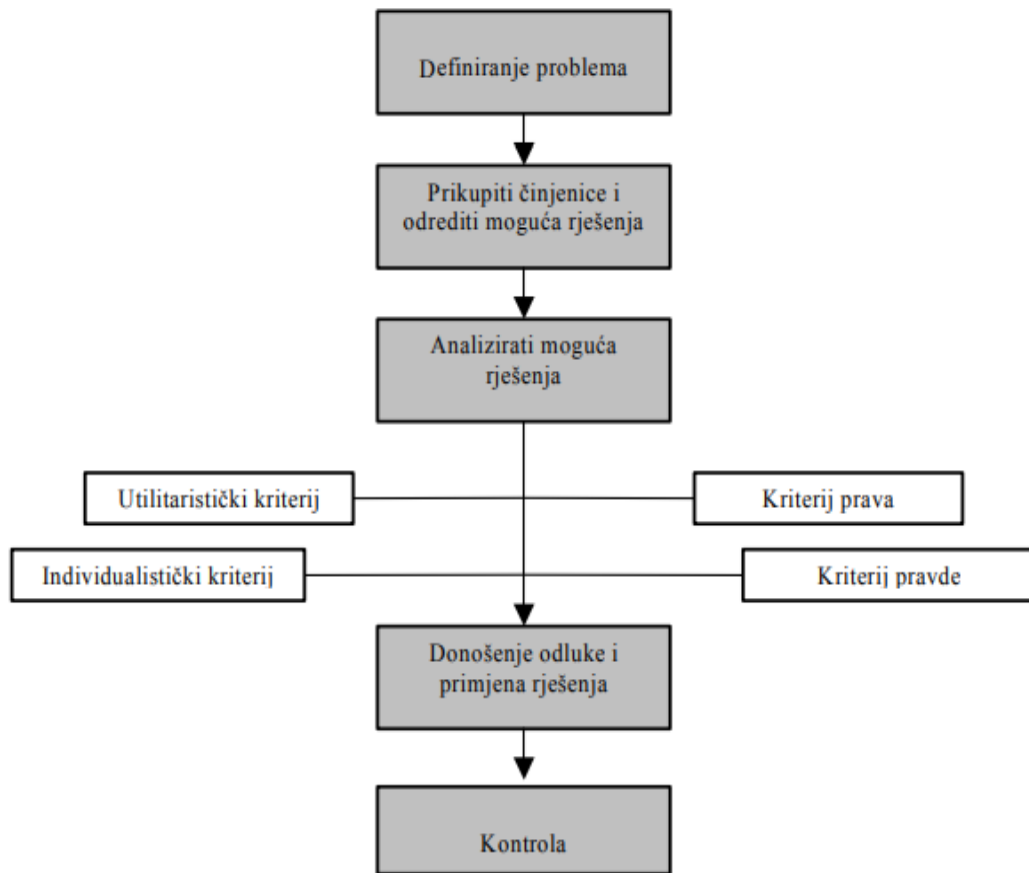 Definiranje problema
Prikupiti činjenice i
odrediti moguća rješenja
Analizirati moguća
rješenja
Utilitaristički kriterij
Kriterij prava
Individualistički kriterij
Kriterij pravde
Donošenje odluke i
primjena rješenja
Kontrola